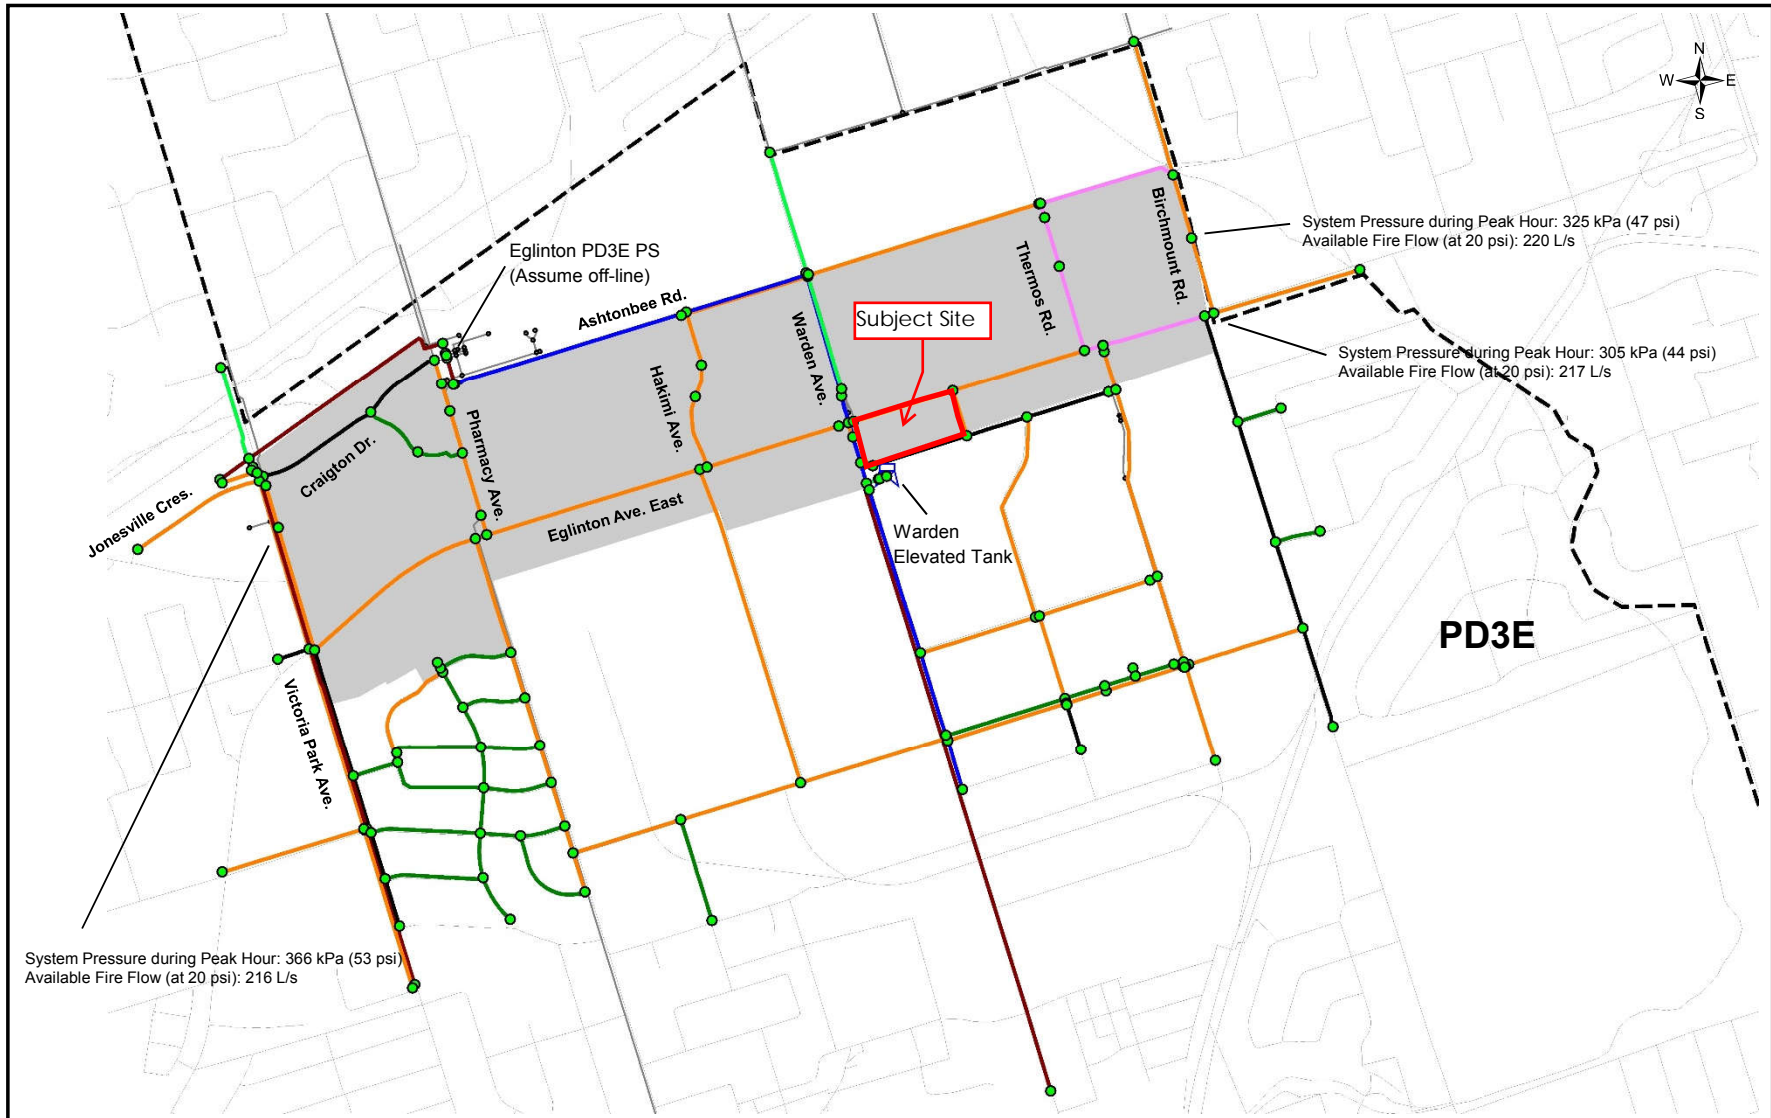 N
W E
S
System Pressure during Peak Hour: 325 kPa (47 psi)
Available Fire Flow (at 20 psi): 220 L/s
Eglinton PD3E PS
(Assume off-line)
Birchmount Rd.
Thermos Rd.
Ashtonbee Rd.
Warden Ave.
Subject Site
System Pressure during Peak Hour: 305 kPa (44 psi)
Available Fire Flow (at 20 psi): 217 L/s
Hakimi Ave.
Pharmacy Ave.
Craigton Dr.
Jonesville Cres.
Eglinton Ave. East
Warden
Elevated Tank
PD3E
Victoria Park Ave.
System Pressure during Peak Hour: 366 kPa (53 psi)
Available Fire Flow (at 20 psi): 216 L/s